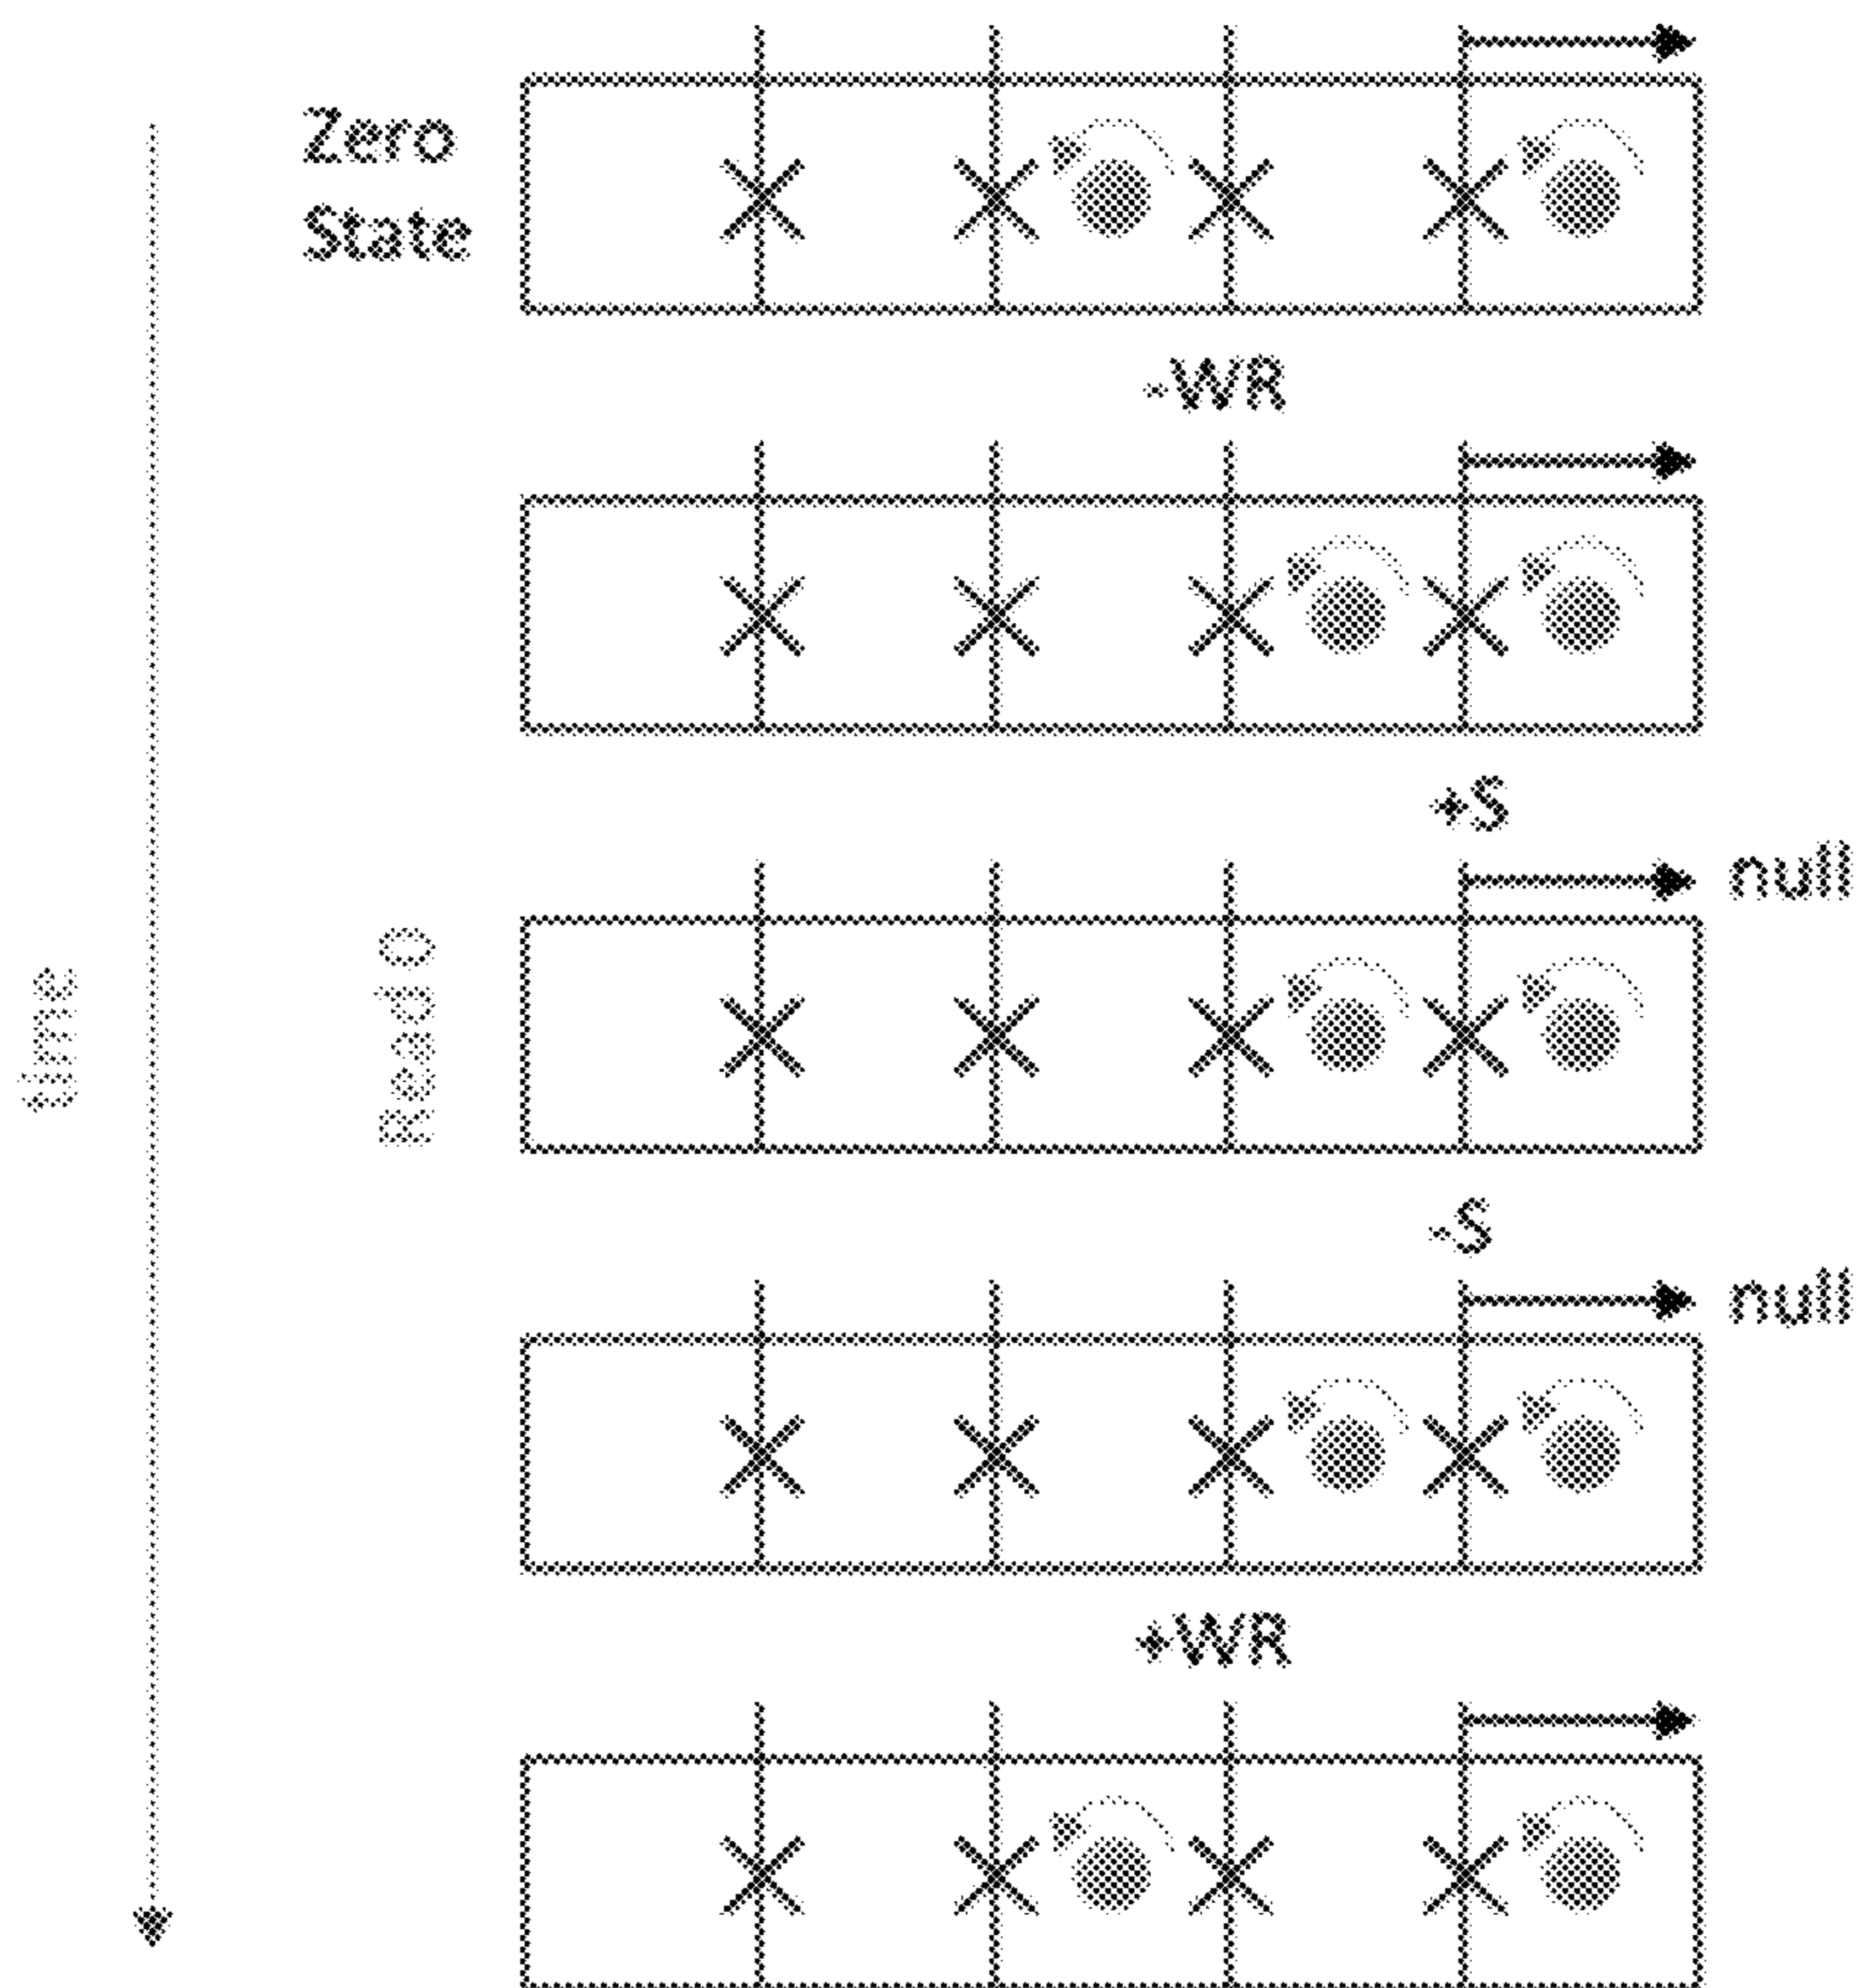 Zero
State
-WR
+S
null
time
Read 0
-S
null
+WR